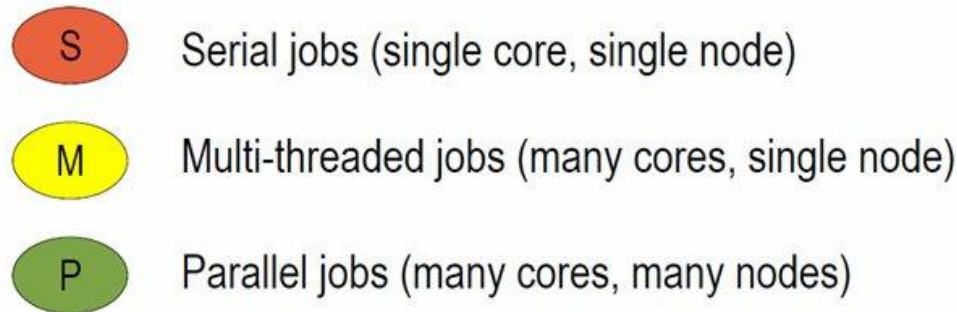 S Serial jobs (single core, single node)
M Multi-threaded jobs (many cores, single node)
P Parallel jobs (many cores, many nodes)